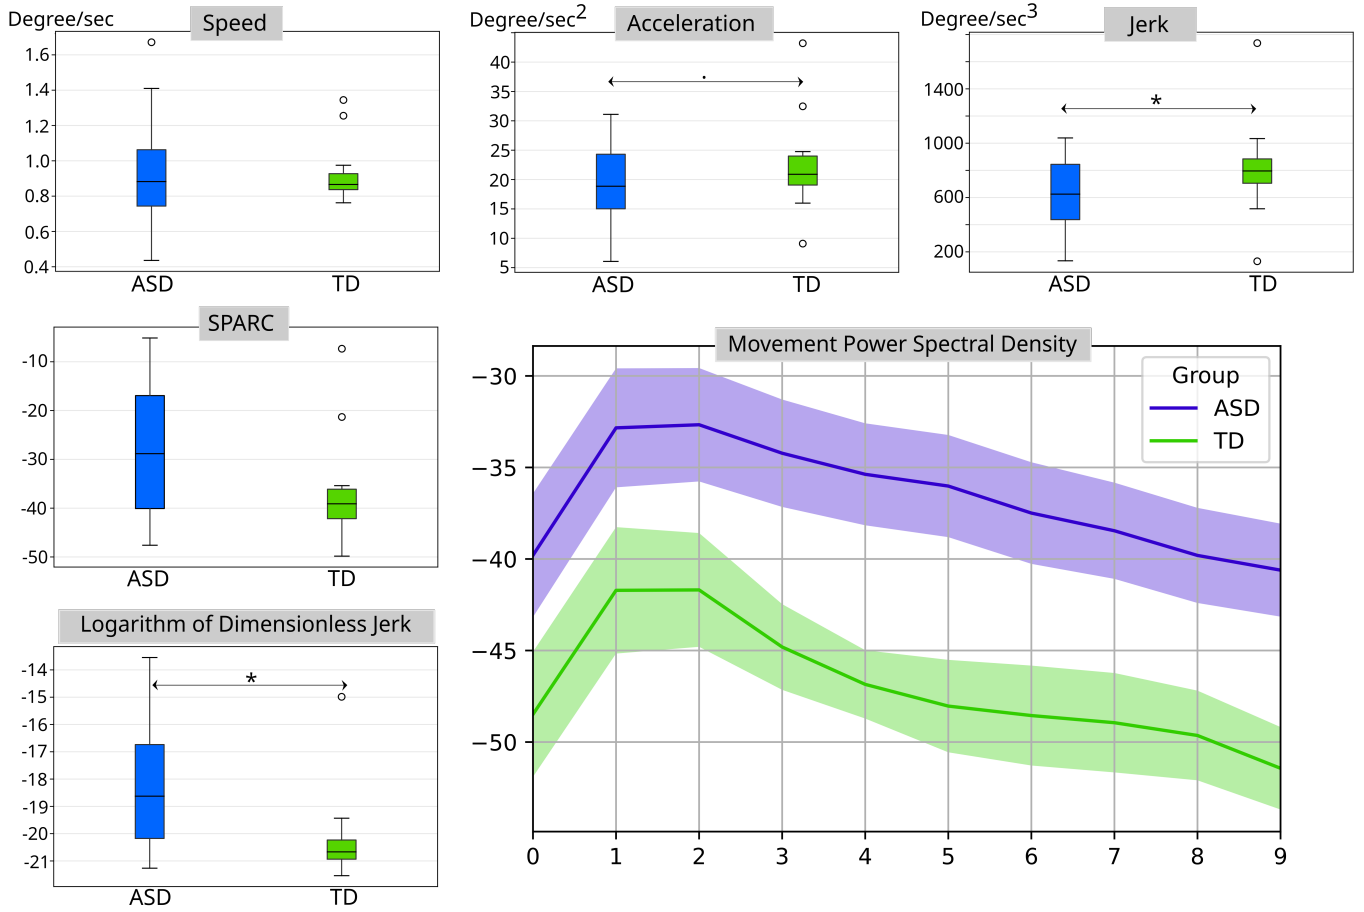 Degree/sec
Speed
1.6
1.4
1.2
1.0
0.8
0.6
0.4
ASD TD
Degree/sec2
Acceleration
.
40
35
30
25
20
15
10
5
ASD TD
Degree/sec3
Jerk
*
1400
1000
600
200
ASD TD
SPARC
-10
-20
-30
-40
-50
ASD TD
Logarithm of Dimensionless Jerk
*
-14
-15
-16
-17
-18
-19
-20
-21
ASD TD
Movement Power Spectral Density
Group
ASD
TD
−30
−35
−40
−45
−50
0 1 2 3 4 5 6 7 8 9